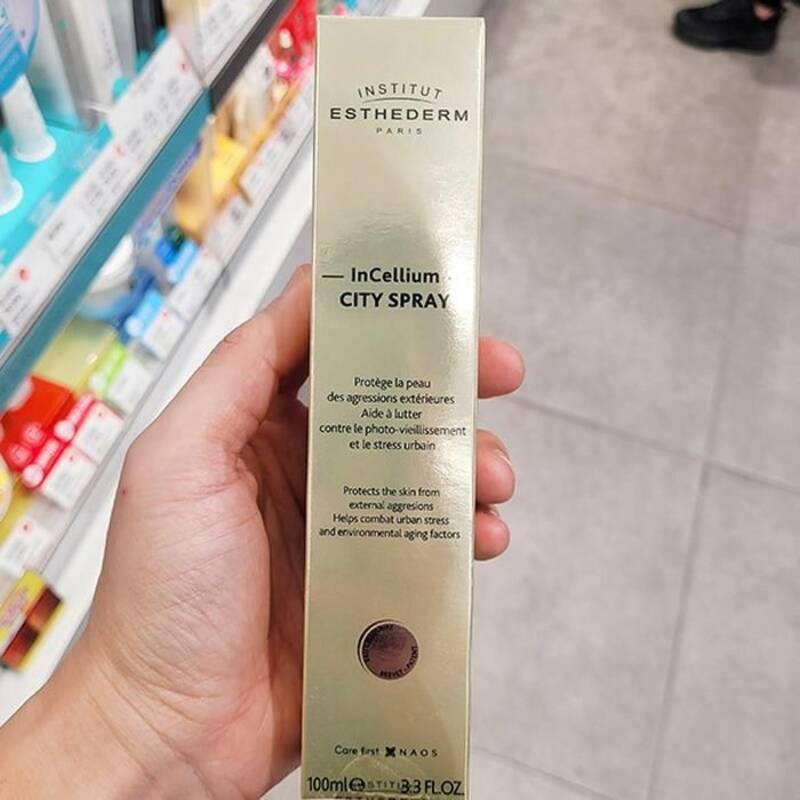 INSTITUT
ESTHEDERM
PARIS
InCellium
CITY SPRAY
Protège la peau
des agressions extérieures
Aide à lutter
contre le photo-vieillissement
et le stress urbain
Protects the skin from
external aggresions
Helps combat urban stress
and environmental aging factors
BREVET - PATENT
Care first NAOS
100ml℮ 3.3 FL.OZ.